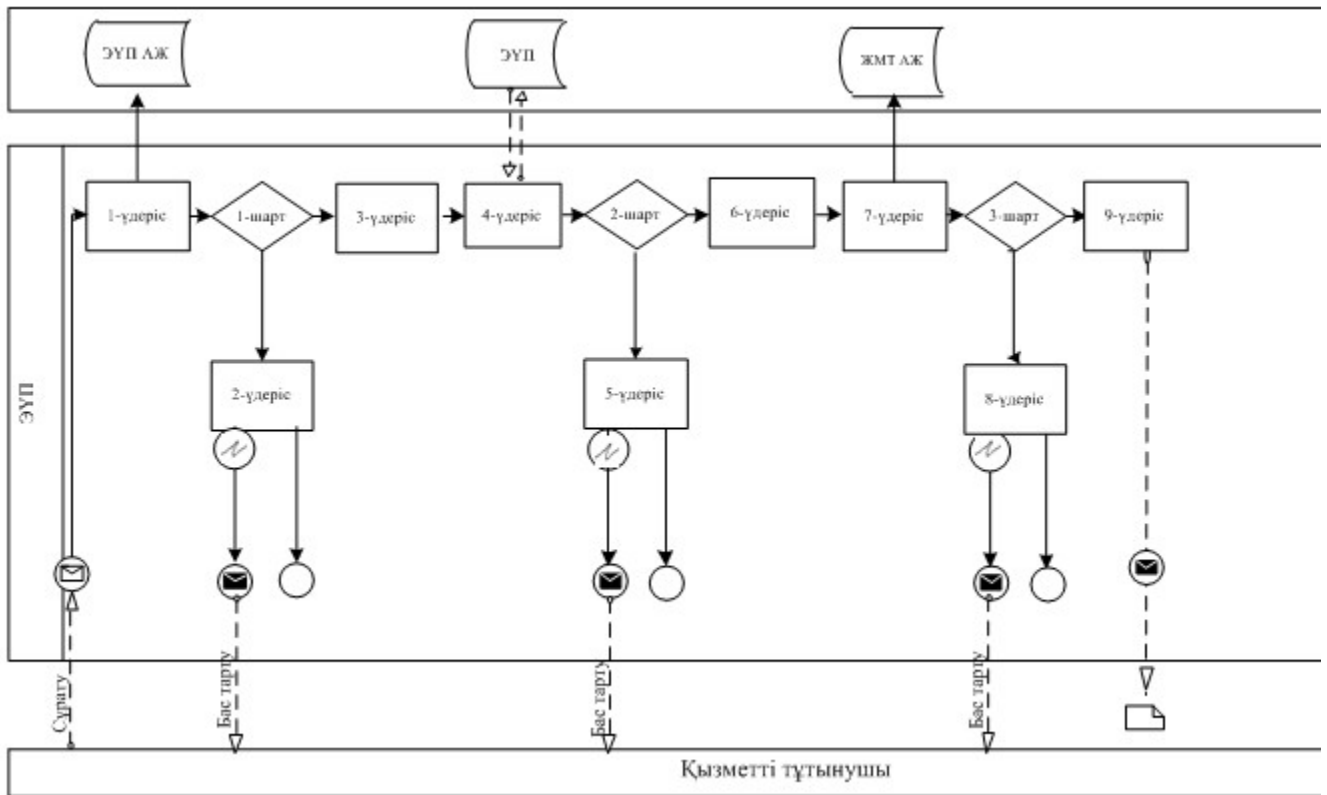 ЭҮП АЖ
ЭҮП
ЖМТ АЖ
1-үдеріс
1-шарт
3-үдеріс
4-үдеріс
2-шарт
6-үдеріс
7-үдеріс
3-шарт
9-үдеріс
2-үдеріс
5-үдеріс
8-үдеріс
ЭҮП
Сұрату
Бас тарту
Бас тарту
Бас тарту
Қызметті тұтынушы